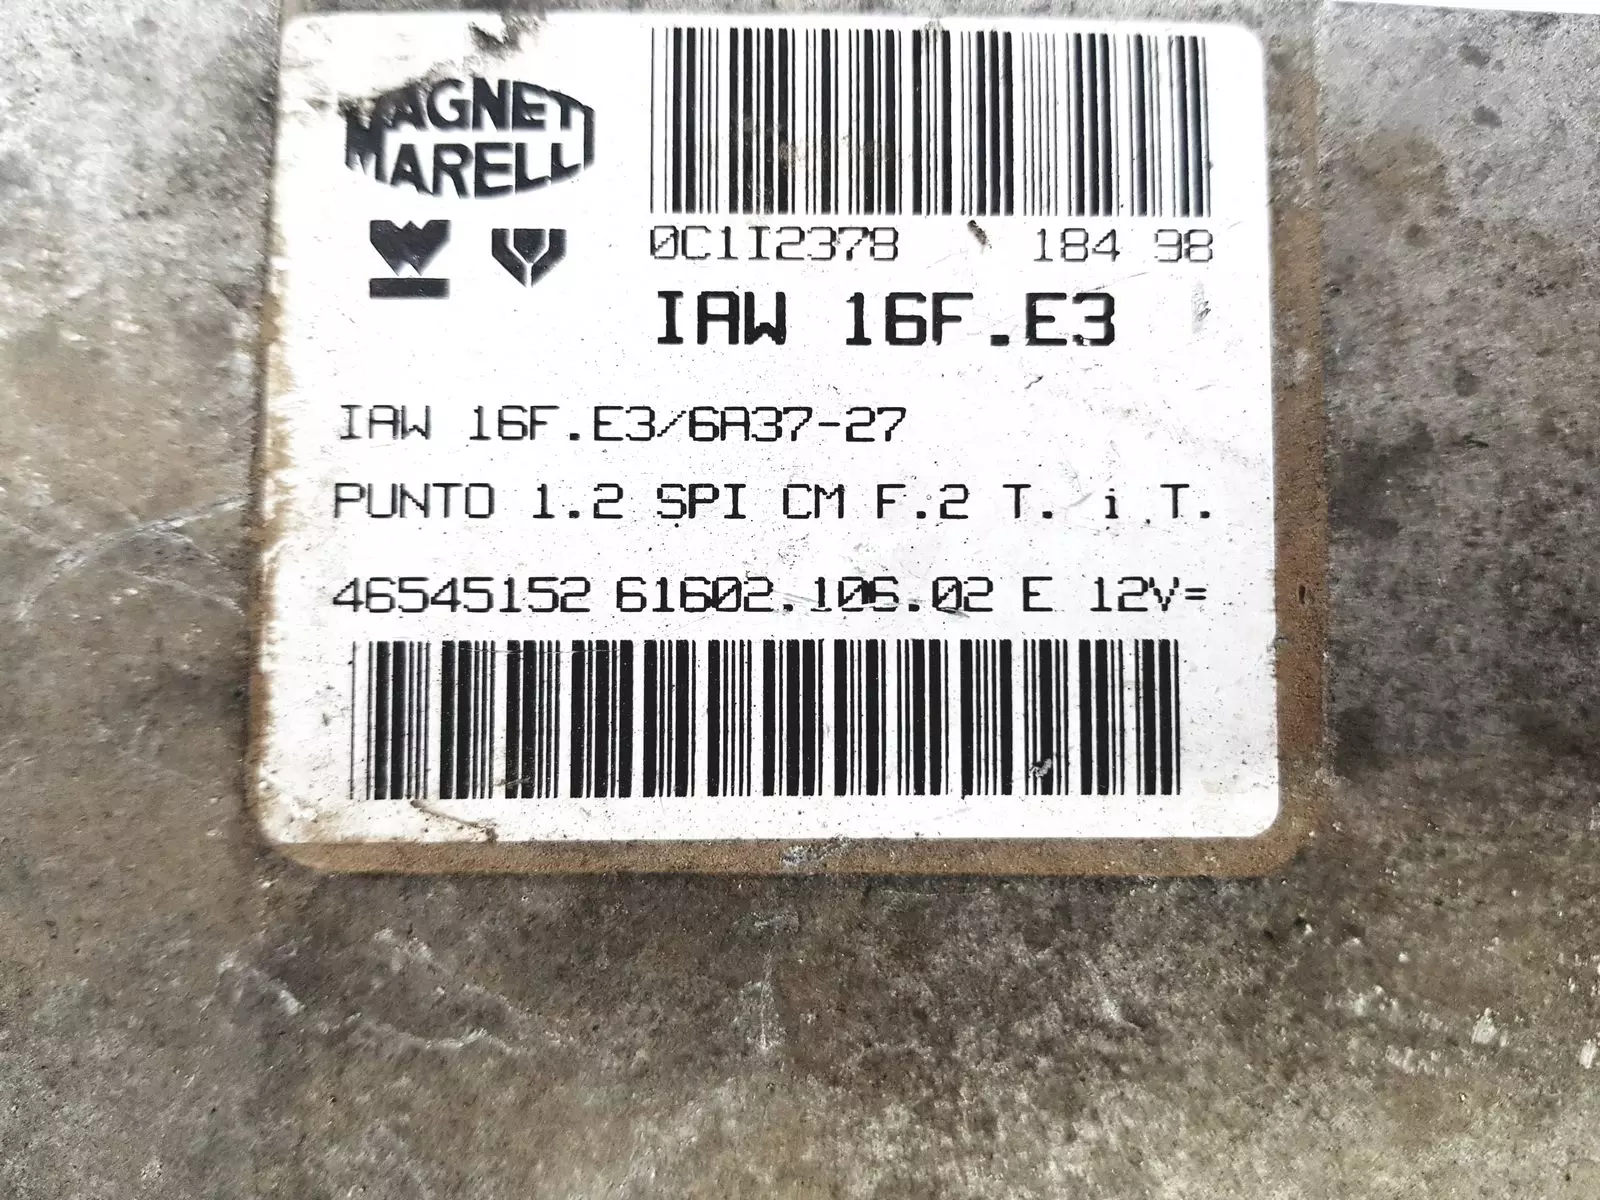 MAGNETI
MARELLI
0C1I2378 184 98
IAW 16F.E3
IAW 16F.E3/6A37-27
PUNTO 1.2 SPI CM F.2 T. i .T.
46545152 61602.106.02 E 12V=